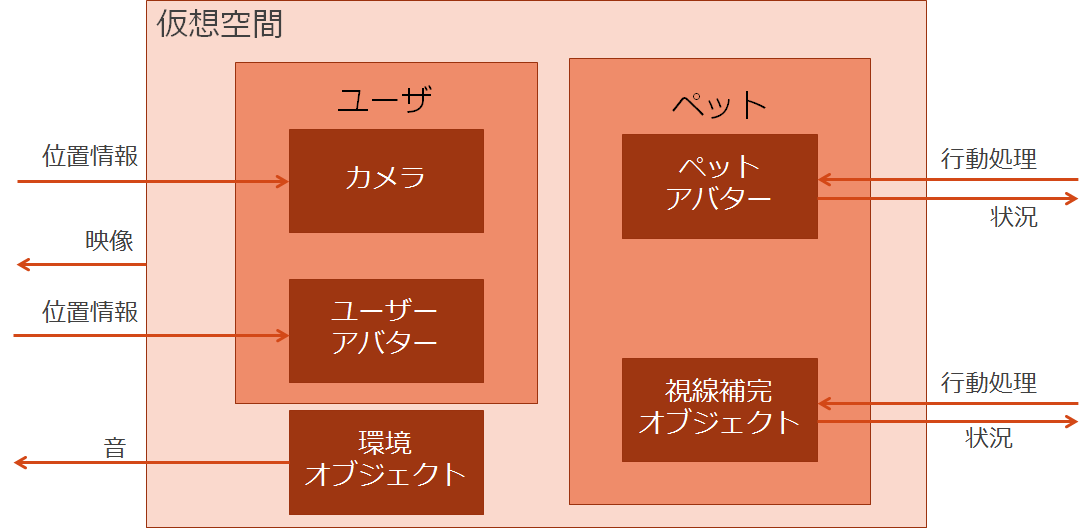 仮想空間
ユーザ
ペット
位置情報
カメラ
ペット
アバター
行動処理
状況
映像
位置情報
ユーザー
アバター
視線補完
オブジェクト
行動処理
状況
音
環境
オブジェクト